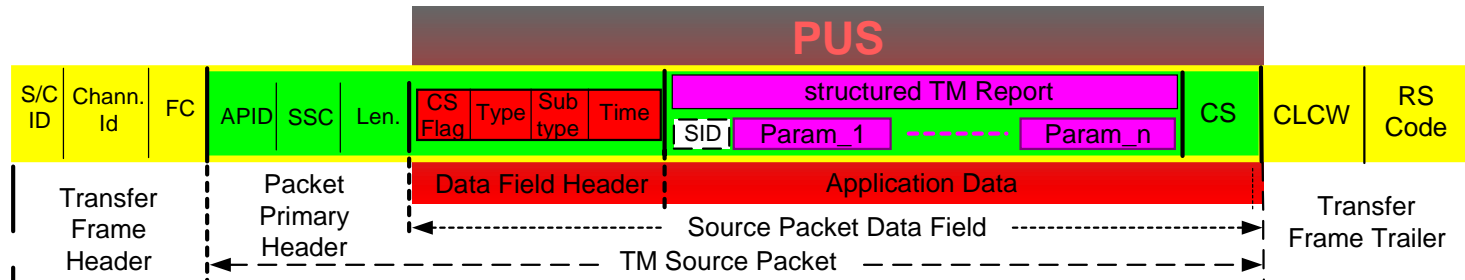 PUS
S/C ID
Chann. Id
FC
APID
SSC
Len.
CS Flag
Type
Sub type
Time
structured TM Report
SID
Param_1
Param_n
CS
CLCW
RS Code
Transfer Frame Header
Packet Primary Header
Data Field Header
Application Data
Source Packet Data Field
TM Source Packet
Transfer Frame Trailer